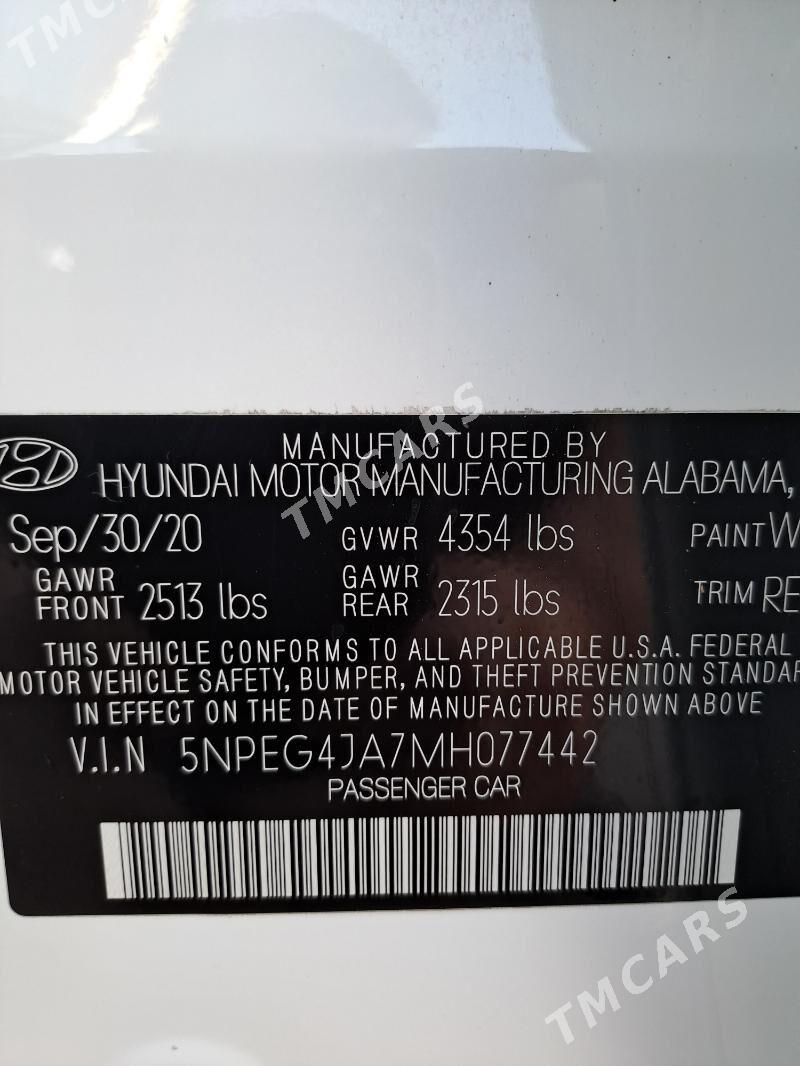 TMCARS
MANUFACTURED BY
HYUNDAI MOTOR MANUFACTURING ALABAMA,
TMCARS
Sep/30/20 GVWR 4354 lbs PAINT W
GAWR FRONT 2513 lbs GAWR REAR 2315 lbs TRIM RE
THIS VEHICLE CONFORMS TO ALL APPLICABLE U.S.A. FEDERAL
MOTOR VEHICLE SAFETY, BUMPER, AND THEFT PREVENTION STANDAR
IN EFFECT ON THE DATE OF MANUFACTURE SHOWN ABOVE
V.I.N 5NPEG4JA7MH077442
PASSENGER CAR
TMCARS